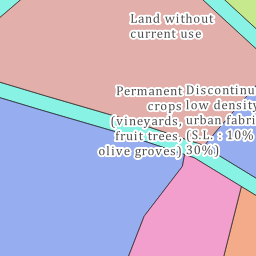 Land without
current use
Permanent
crops
(vineyards,
fruit trees,
olive groves)
Discontinu
low density
urban fabri
(S.L. : 10%
30%)